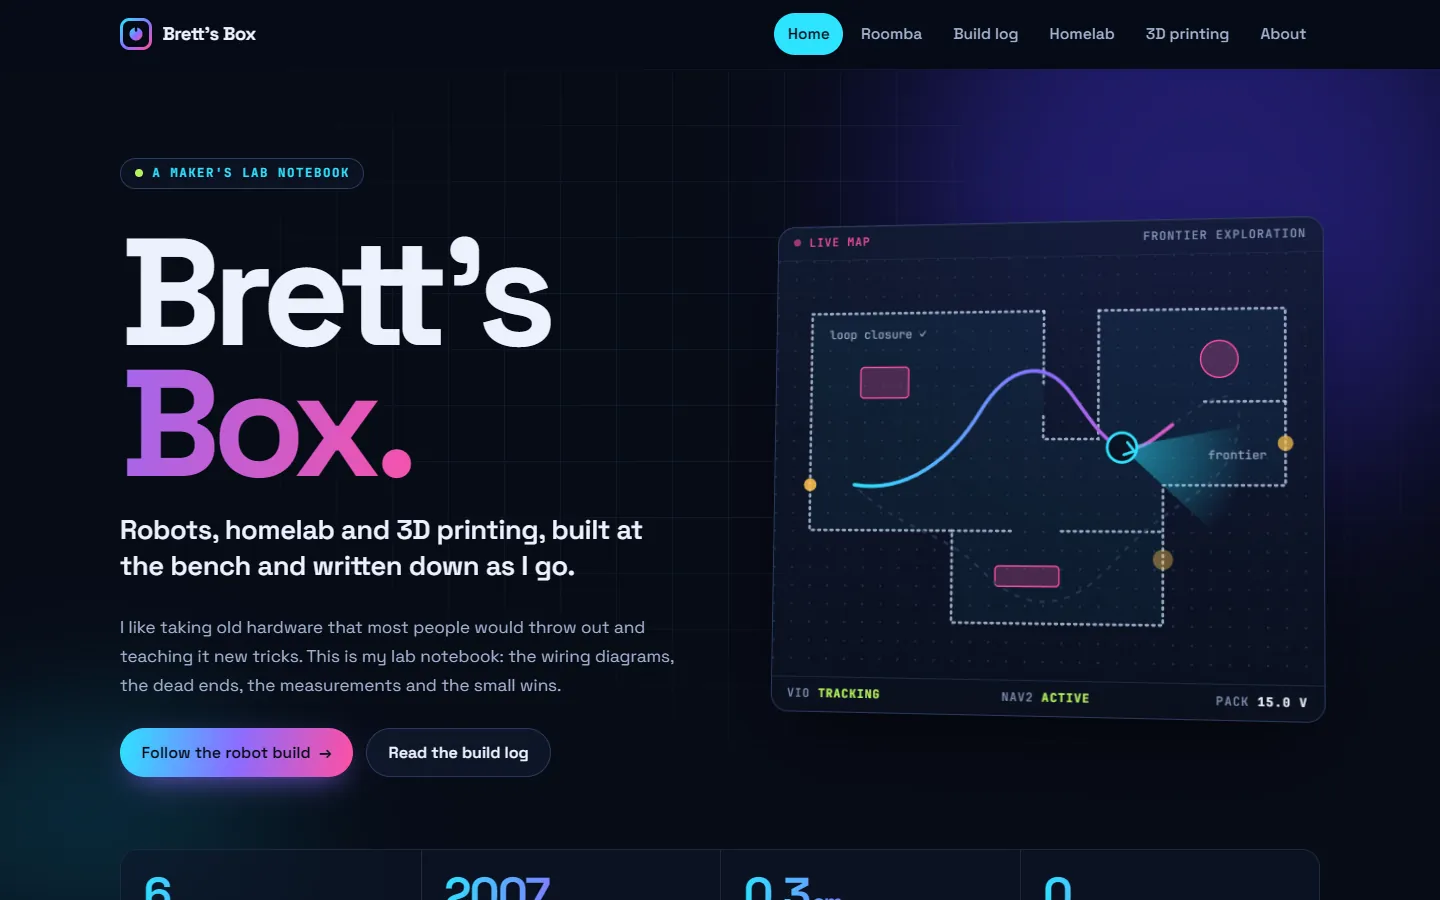 Brett's Box
Home
Roomba
Build log
Homelab
3D printing
About
A MAKER'S LAB NOTEBOOK
Brett's
Box.
Robots, homelab and 3D printing, built at
the bench and written down as I go.
I like taking old hardware that most people would throw out and
teaching it new tricks. This is my lab notebook: the wiring diagrams,
the dead ends, the measurements and the small wins.
Follow the robot build →
Read the build log
LIVE MAP
FRONTIER EXPLORATION
loop closure ✓
frontier
VIO TRACKING
NAV2 ACTIVE
PACK 15.0 V
6
2007